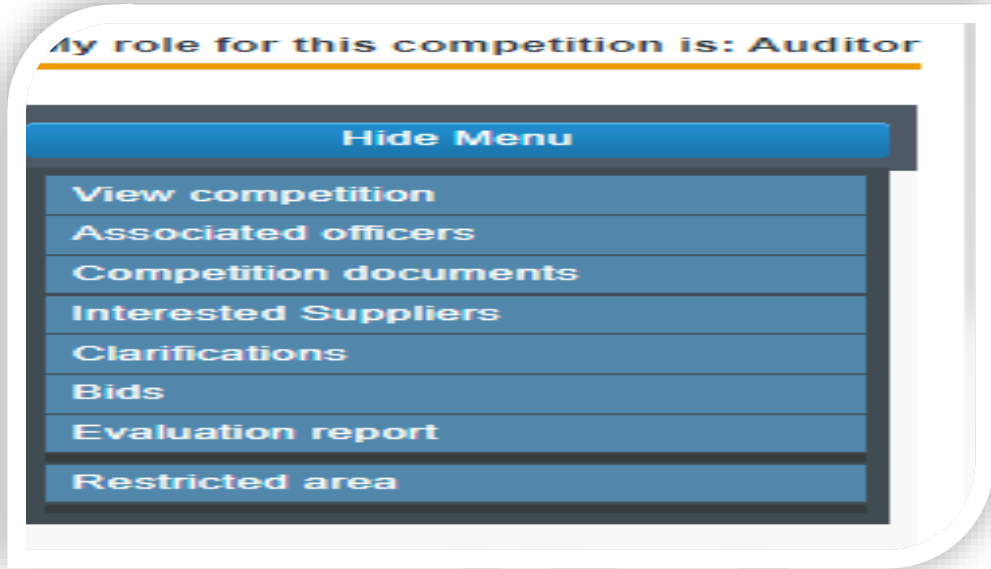 My role for this competition is: Auditor
Hide Menu
View competition
Associated officers
Competition documents
Interested Suppliers
Clarifications
Bids
Evaluation report
Restricted area